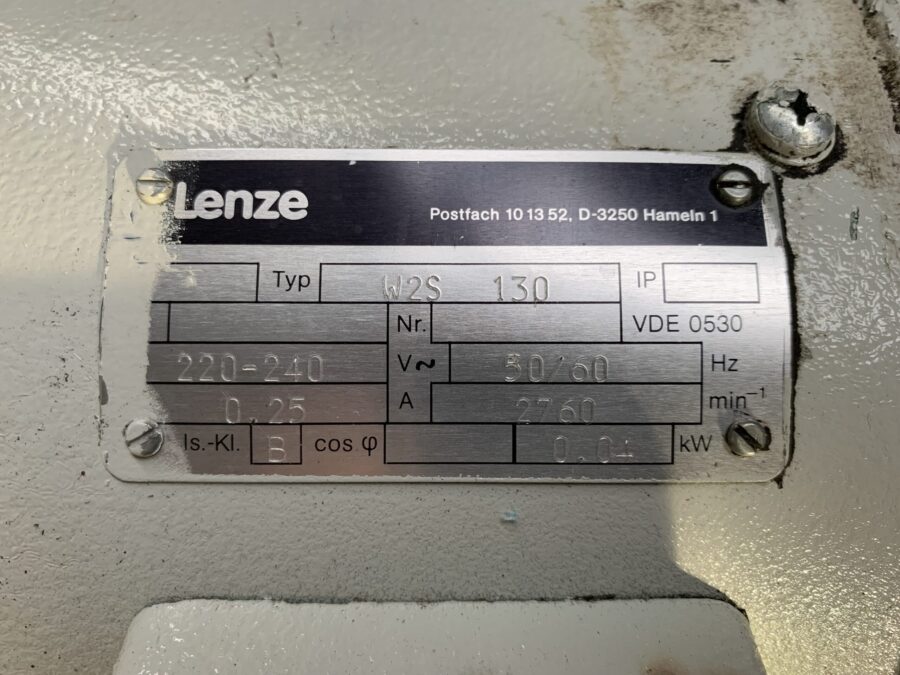 Lenze Postfach 10 13 52, D-3250 Hameln 1
Typ W2S 130 IP
Nr. VDE 0530
220-240 V~ 50/60 Hz
0.25 A 2760 min⁻¹
Is.-Kl. B cos φ 0.04 kW